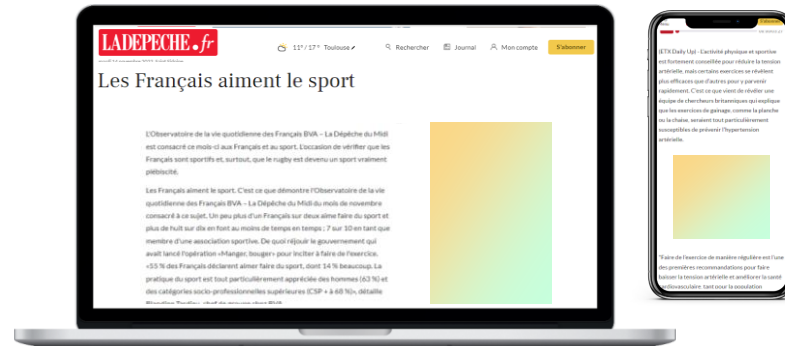 LADEPECHE.fr
11° / 17° Toulouse
Rechercher
Journal
Mon compte
S'abonner
Les Français aiment le sport
L'Observatoire de la vie quotidienne des Français BVA – La Dépêche du Midi
est consacré ce mois-ci aux Français et au sport. L'occasion de vérifier que les
Français sont sportifs et, surtout, que le rugby est devenu un sport vraiment
plébiscité.
Les Français aiment le sport. C'est ce que démontre l'Observatoire de la vie
quotidienne des Français BVA – La Dépêche du Midi du mois de novembre
consacré à ce sujet. Un peu plus d'un Français sur deux aime faire du sport et
plus de huit sur dix en font au moins de temps en temps ; 7 sur 10 en tant que
membre d'une association sportive. De quoi réjouir le gouvernement qui
avait lancé l'opération «Manger, bouger» pour inciter à faire de l'exercice.
«55 % des Français déclarent aimer faire du sport, dont 14 % beaucoup. La
pratique du sport est tout particulièrement appréciée des hommes (63 %) et
des catégories socio-professionnelles supérieures (CSP + à 68 %)», détaille
(ETX Daily Up) - L'activité physique et sportive
est fortement conseillée pour réduire la tension
artérielle, mais certains exercices se révèlent
plus efficaces que d'autres pour y parvenir
rapidement. C'est ce que vient de révéler une
équipe de chercheurs britanniques qui explique
que les exercices de gainage, comme la planche
ou la chaise, seraient tout particulièrement
susceptibles de prévenir l'hypertension
artérielle.
"Faire de l'exercice de manière régulière est l'une
des premières recommandations pour faire
baisser la tension artérielle et améliorer la santé
cardiovasculaire, tant pour la population